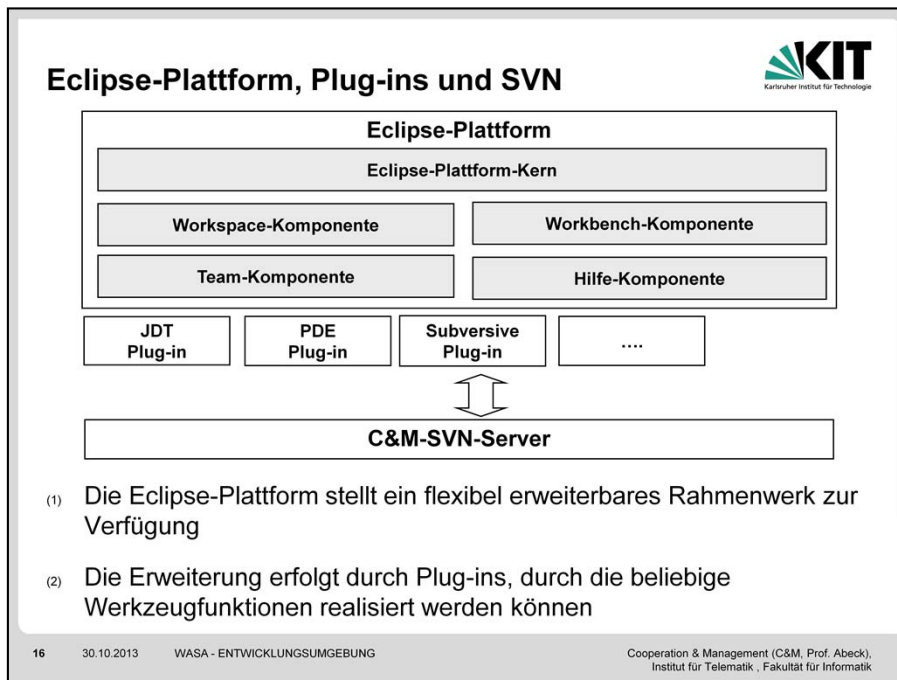 Eclipse-Plattform, Plug-ins und SVN
KIT
Karlsruher Institut für Technologie
Eclipse-Plattform
Eclipse-Plattform-Kern
Workspace-Komponente
Workbench-Komponente
Team-Komponente
Hilfe-Komponente
JDT
Plug-in
PDE
Plug-in
Subversive
Plug-in
....
C&M-SVN-Server
(1) Die Eclipse-Plattform stellt ein flexibel erweiterbares Rahmenwerk zur
Verfügung
(2) Die Erweiterung erfolgt durch Plug-ins, durch die beliebige
Werkzeugfunktionen realisiert werden können
16 30.10.2013 WASA - ENTWICKLUNGSUMGEBUNG
Cooperation & Management (C&M, Prof. Abeck),
Institut für Telematik , Fakultät für Informatik